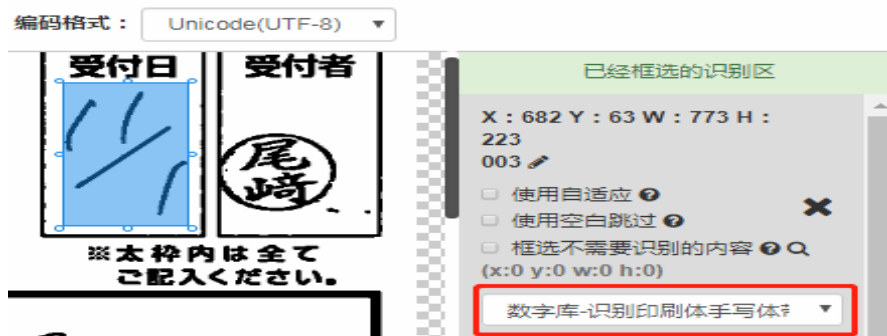 编码格式： Unicode(UTF-8)
受付日 受付者
11/1
尾崎
※太枠内は全て
ご記入ください。
已经框选的识别区
X：682 Y：63 W：773 H：
223
003
使用自适应
使用空白跳过
框选不需要识别的内容
(x:0 y:0 w:0 h:0)
数字库-识别印刷体手写体